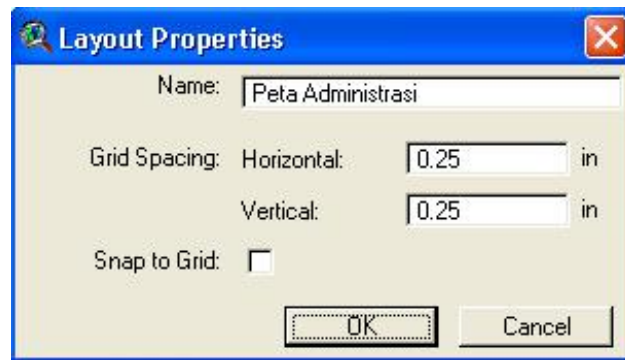 Layout Properties
Name: Peta Administrasi
Grid Spacing: Horizontal: 0.25 in
Vertical: 0.25 in
Snap to Grid:
OK Cancel